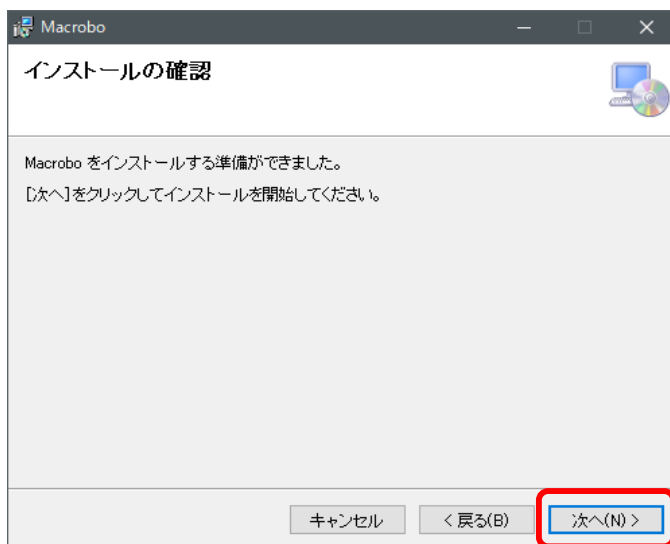 Macrobo
インストールの確認
Macrobo をインストールする準備ができました。
[次へ]をクリックしてインストールを開始してください。
キャンセル
< 戻る(B)
次へ(N) >